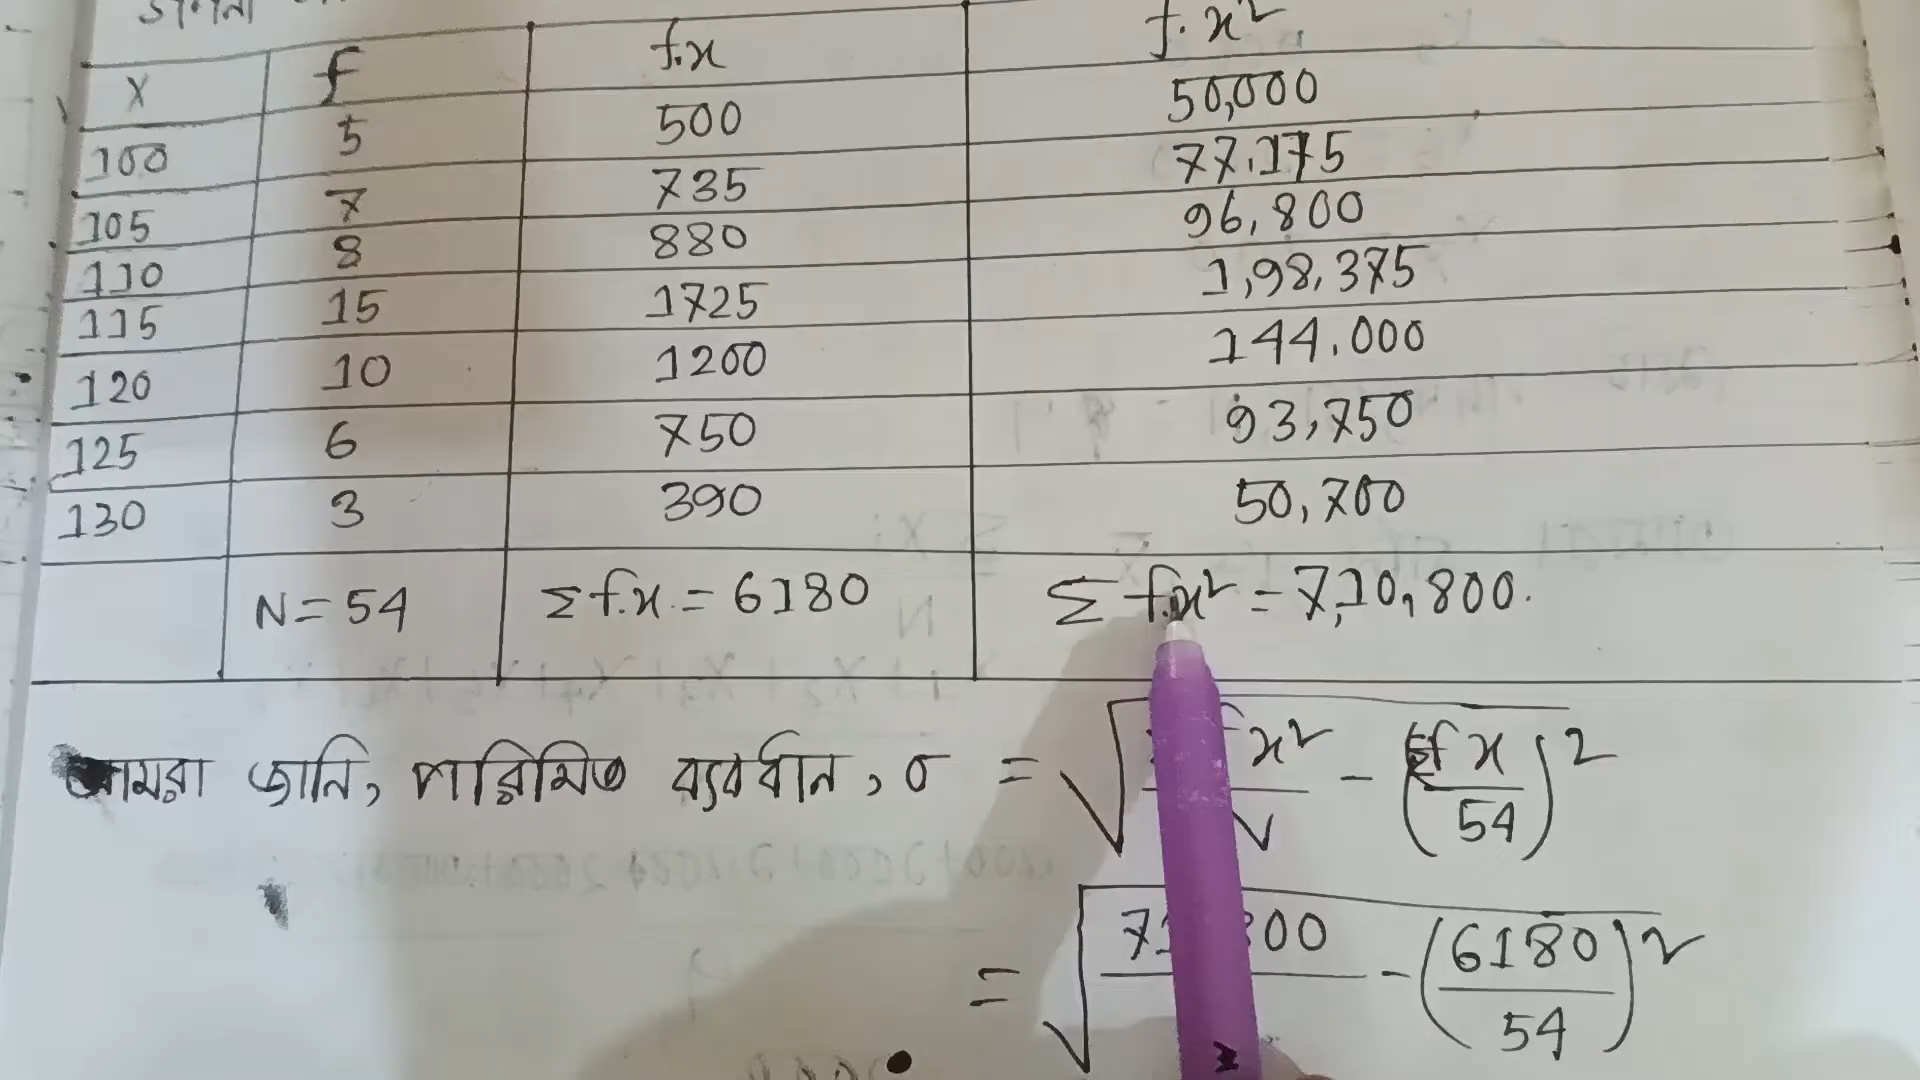 X f f.x f.x²
100 5 500 50,000
105 7 735 77,175
110 8 880 96,800
115 15 1725 1,98,375
120 10 1200 144,000
125 6 750 93,750
130 3 390 50,700
N = 54 Σ f.x. = 6180 Σ f.x² = 7,10,800.
আমরা জানি, পরিমিত ব্যবধান, σ = √ x² - (Σf x / 54)²
= √ - (6180 / 54)²